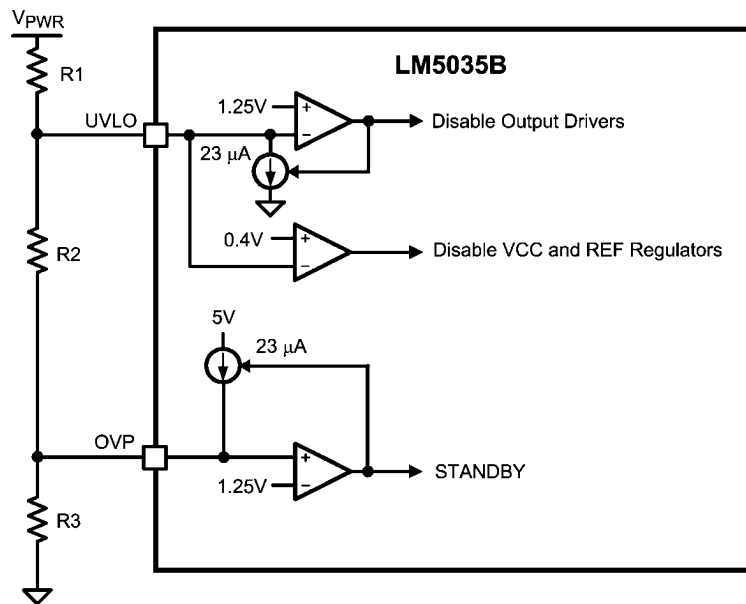 VPWR
R1
LM5035B
1.25V
+
−
UVLO
Disable Output Drivers
23 μA
0.4V
+
−
Disable VCC and REF Regulators
R2
5V
23 μA
OVP
+
−
1.25V
STANDBY
R3